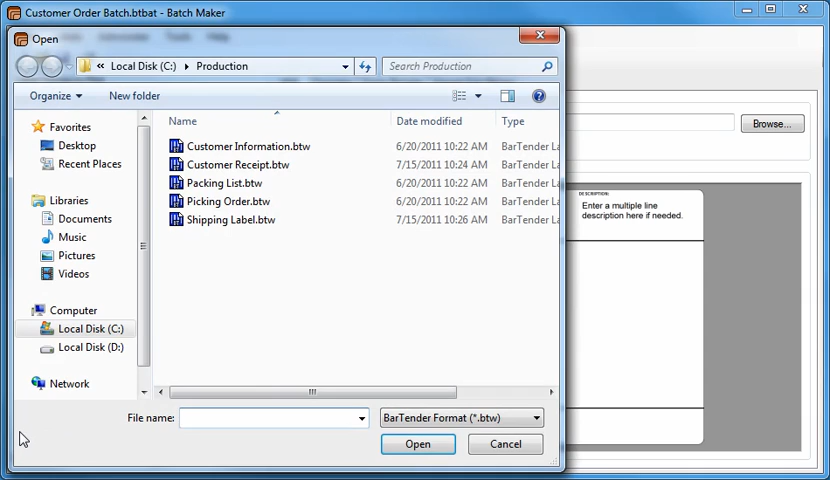 Customer Order Batch.btbat - Batch Maker
Open
« Local Disk (C:) Production
Search Production
Organize
New folder
Name
Date modified
Type
Favorites
Desktop
Recent Places
Libraries
Documents
Music
Pictures
Videos
Computer
Local Disk (C:)
Local Disk (D:)
Network
Customer Information.btw 6/20/2011 10:22 AM BarTender La
Customer Receipt.btw 7/15/2011 10:24 AM BarTender La
Packing List.btw 6/20/2011 10:22 AM BarTender La
Picking Order.btw 6/20/2011 10:22 AM BarTender La
Shipping Label.btw 7/15/2011 10:26 AM BarTender La
File name:
BarTender Format (*.btw)
Open
Cancel
Browse...
DESCRIPTION:
Enter a multiple line
description here if needed.